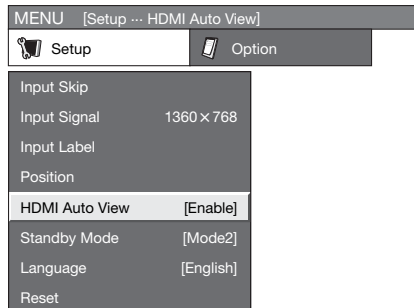 MENU [Setup ··· HDMI Auto View]
Setup Option
Input Skip
Input Signal 1360×768
Input Label
Position
HDMI Auto View [Enable]
Standby Mode [Mode2]
Language [English]
Reset